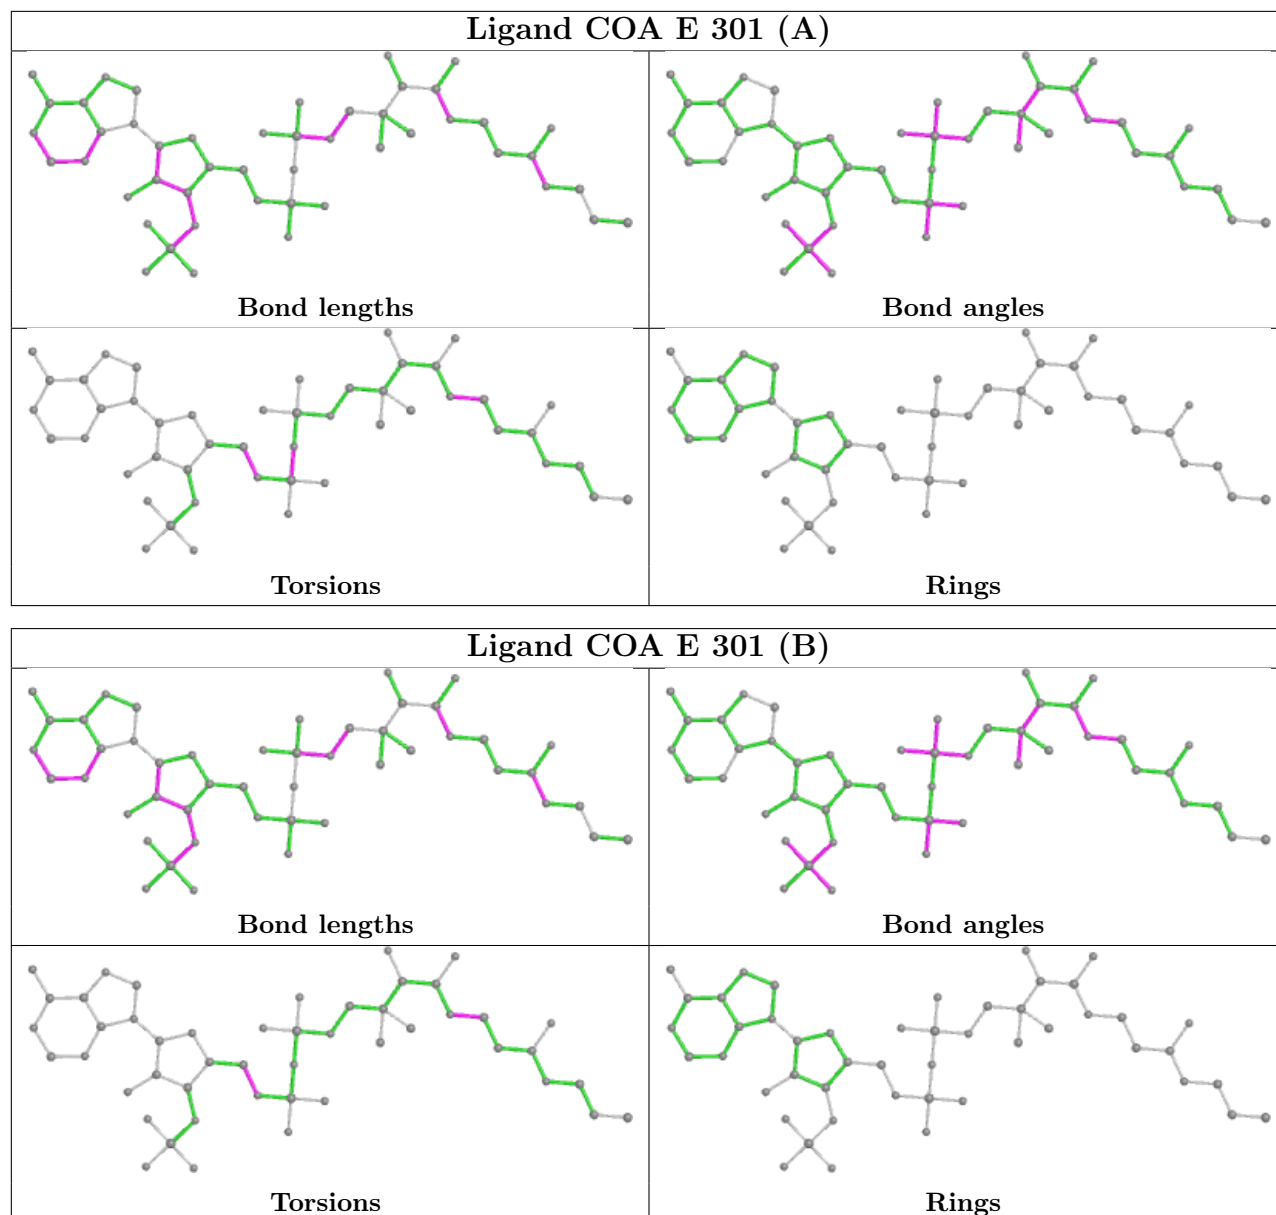 Ligand COA E 301 (A)
Bond lengths
Bond angles
Torsions
Rings
Ligand COA E 301 (B)
Bond lengths
Bond angles
Torsions
Rings